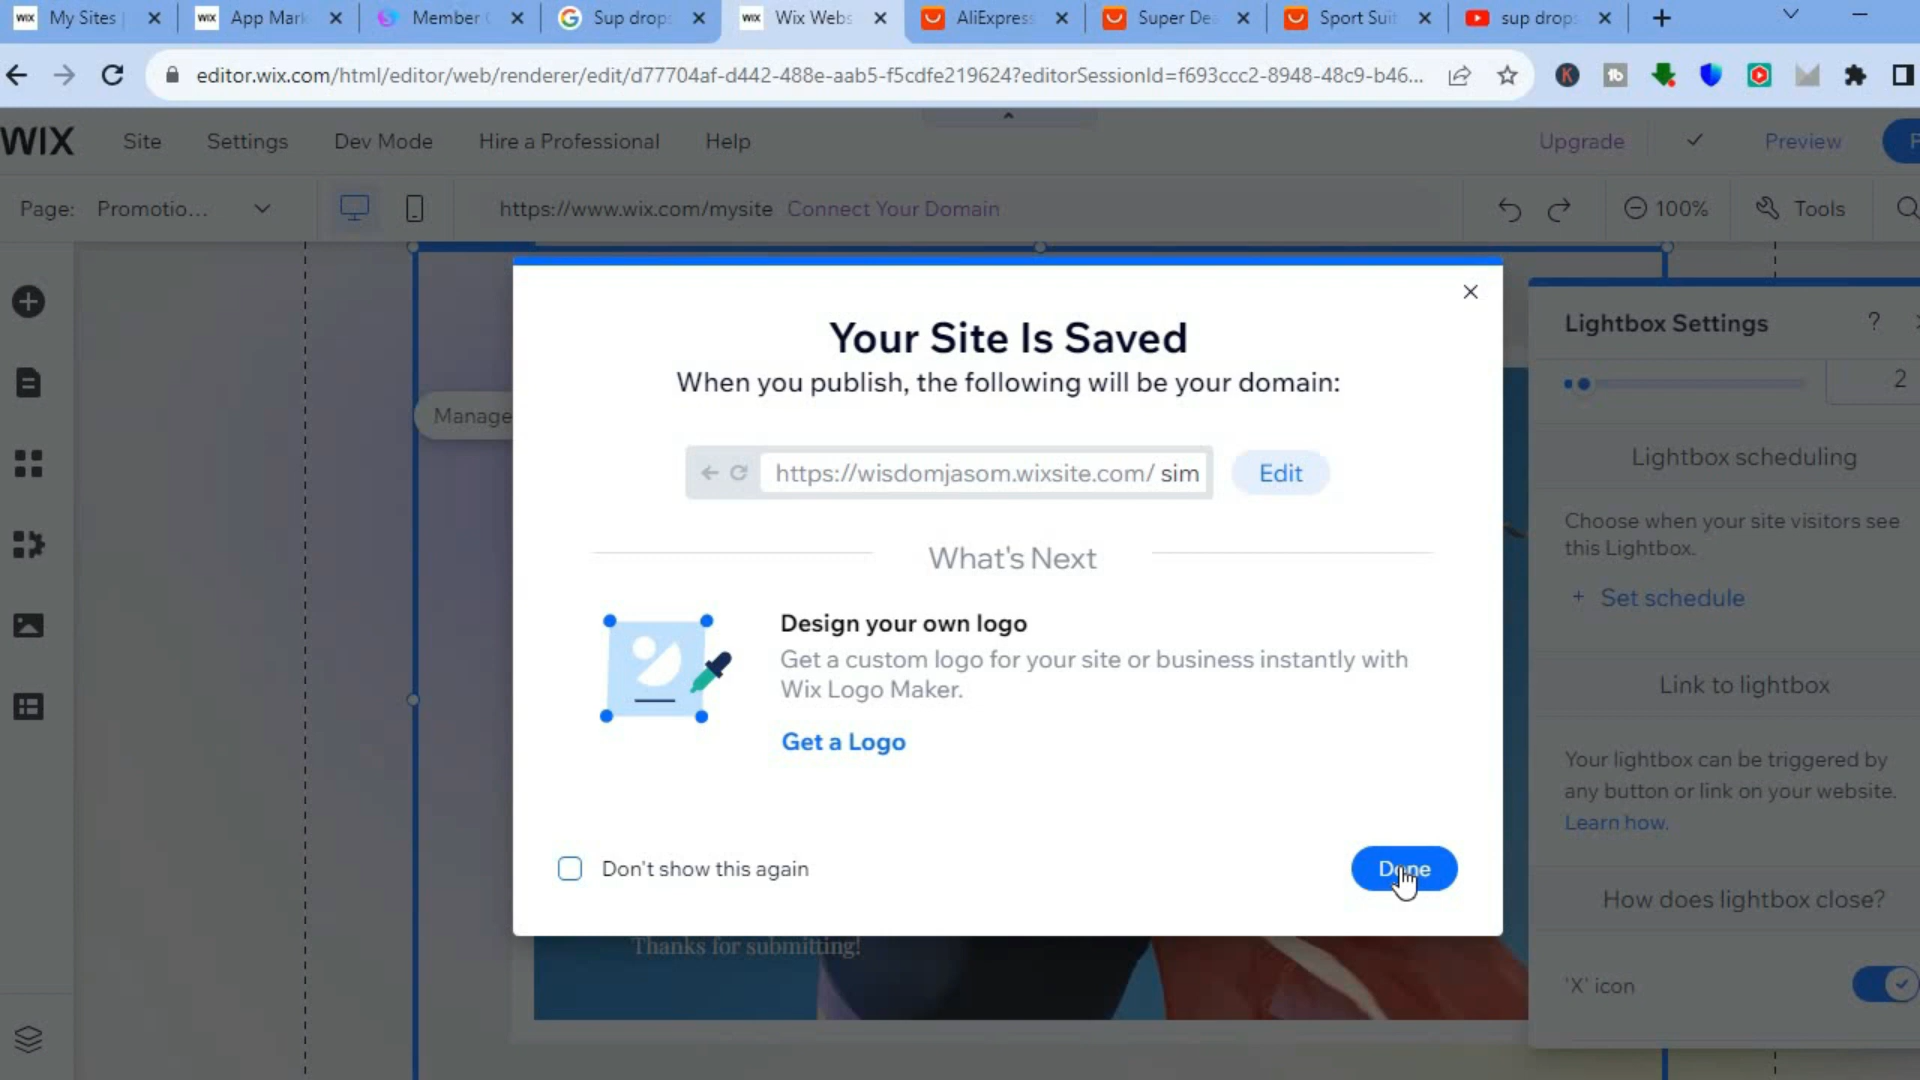 WIX My Sites
WIX App Mar
Member
Sup drop
WIX Wix Webs
AliExpress
Super De
Sport Suit
sup drop
editor.wix.com/html/editor/web/renderer/edit/d77704af-d442-488e-aab5-f5cdfe219624?editorSessionId=f693ccc2-8948-48c9-b46...
WIX Site Settings Dev Mode Hire a Professional Help Upgrade Preview P
Page: Promotio... https://www.wix.com/mysite Connect Your Domain 100% Tools
Manage
Your Site Is Saved
When you publish, the following will be your domain:
https://wisdomjasom.wixsite.com/ sim
Edit
What's Next
Design your own logo
Get a custom logo for your site or business instantly with
Wix Logo Maker.
Get a Logo
Don't show this again
Done
Thanks for submitting!
Lightbox Settings ?
2
Lightbox scheduling
Choose when your site visitors see
this Lightbox.
+ Set schedule
Link to lightbox
Your lightbox can be triggered by
any button or link on your website.
Learn how.
How does lightbox close?
'X' icon